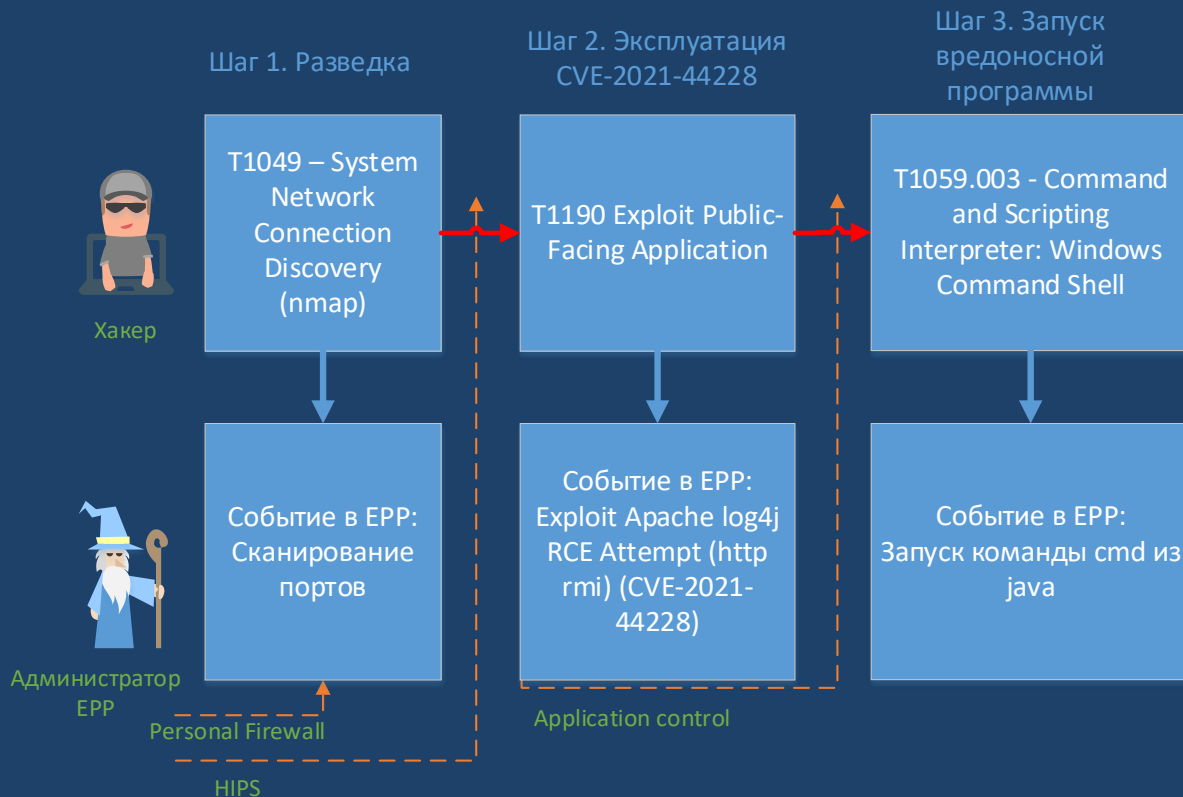 Шаг 1. Разведка
Шаг 2. Эксплуатация
CVE-2021-44228
Шаг 3. Запуск
вредоносной
программы
T1049 – System
Network
Connection
Discovery
(nmap)
T1190 Exploit Public-
Facing Application
T1059.003 - Command
and Scripting
Interpreter: Windows
Command Shell
Хакер
Событие в EPP:
Сканирование
портов
Событие в EPP:
Exploit Apache log4j
RCE Attempt (http
rmi) (CVE-2021-
44228)
Событие в EPP:
Запуск команды cmd из
java
Администратор
EPP
Personal Firewall
Application control
HIPS